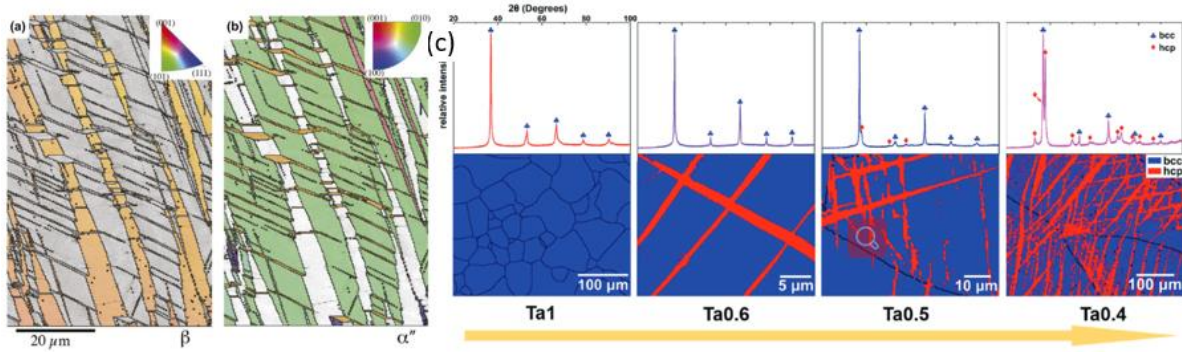 (a)
(001)
(101)
(111)
20 μm
β
(b)
(001)
(010)
(100)
α″
(c)
2θ (Degrees)
20 40 60 80 100
relative intensi
bcc
hcp
bcc
hcp
100 μm
5 μm
10 μm
100 μm
Ta1 Ta0.6 Ta0.5 Ta0.4